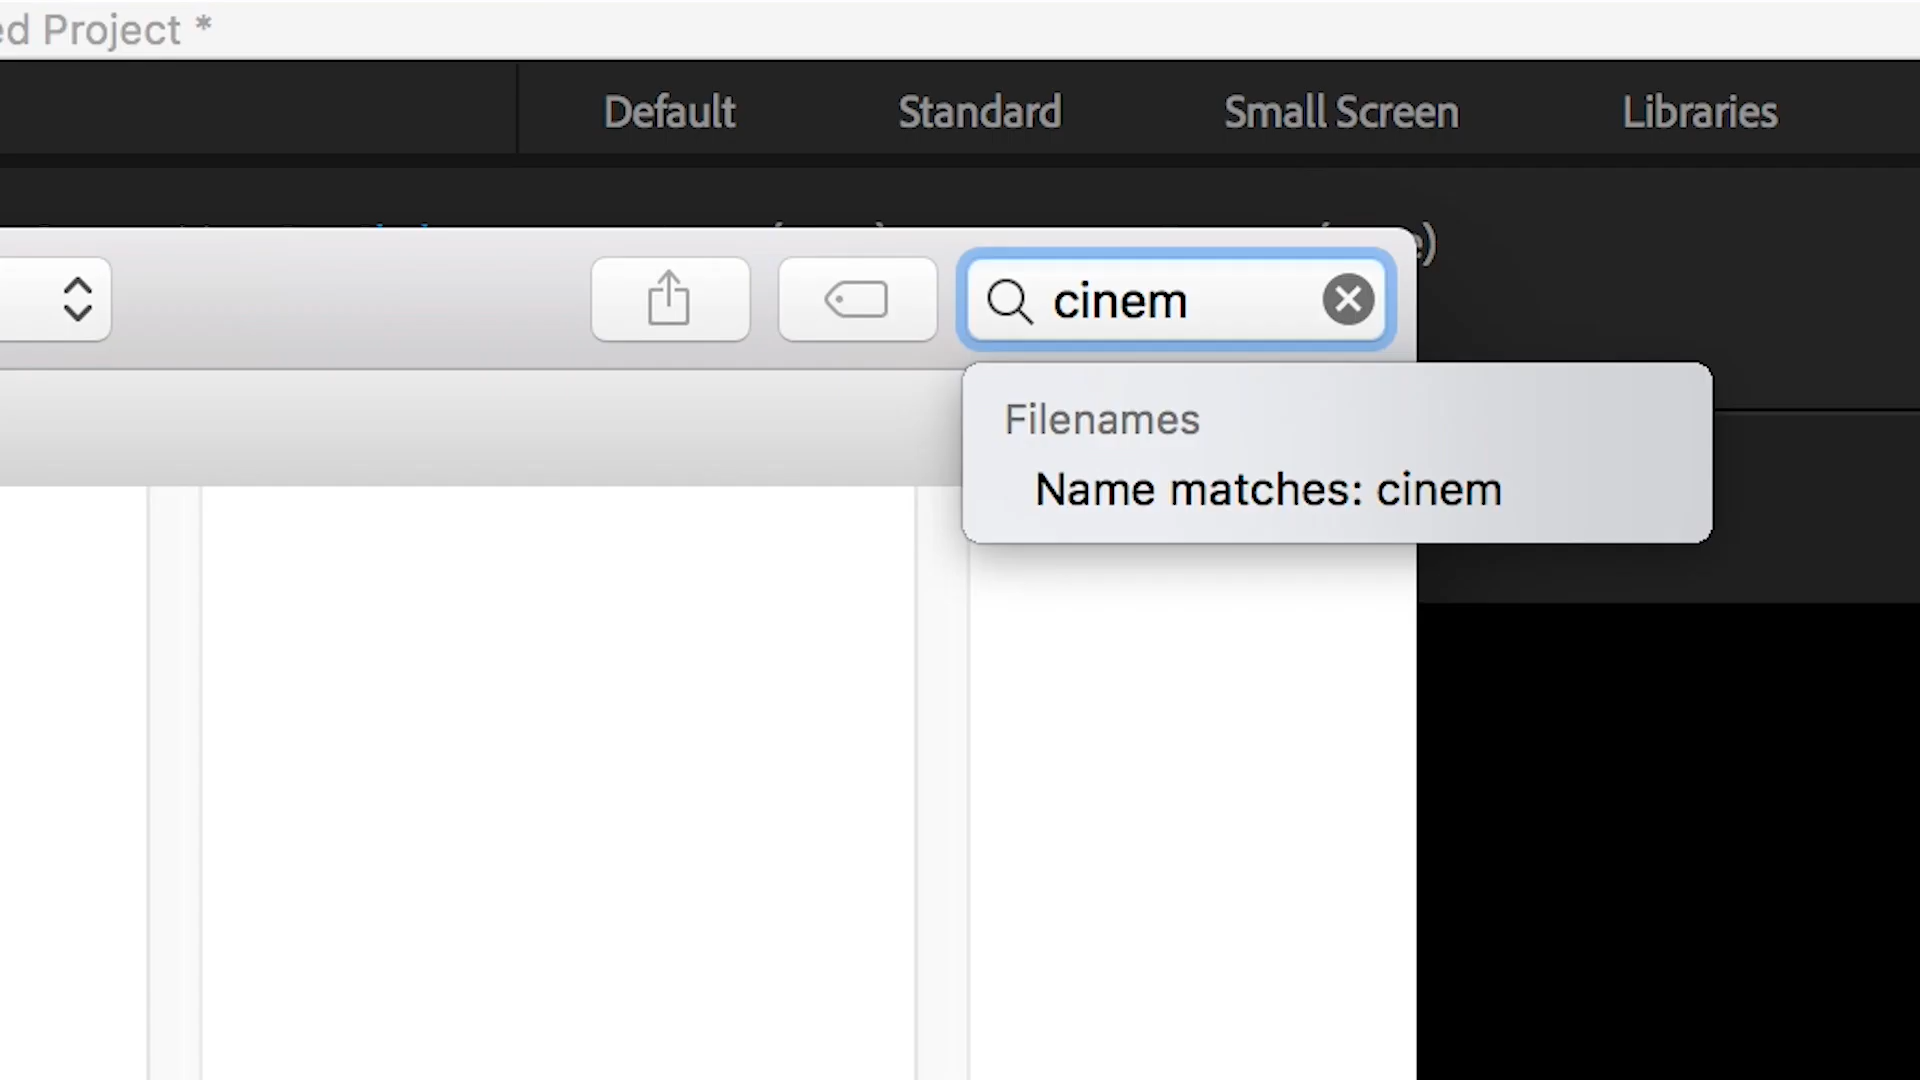 Project *
Default Standard Small Screen Libraries
cinem
Filenames
Name matches: cinem